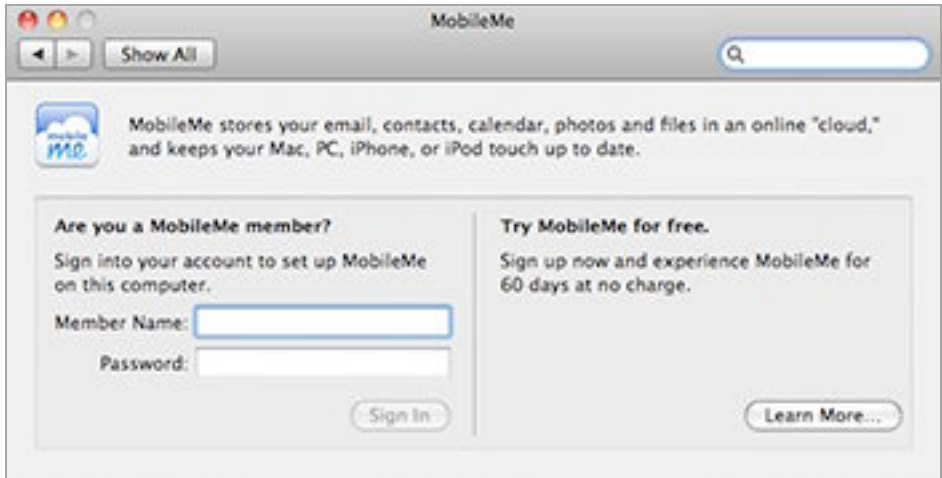 MobileMe
Show All
MobileMe stores your email, contacts, calendar, photos and files in an online "cloud,"
and keeps your Mac, PC, iPhone, or iPod touch up to date.
mobile
me
Are you a MobileMe member?
Sign into your account to set up MobileMe
on this computer.
Member Name:
Password:
Sign In
Try MobileMe for free.
Sign up now and experience MobileMe for
60 days at no charge.
Learn More...